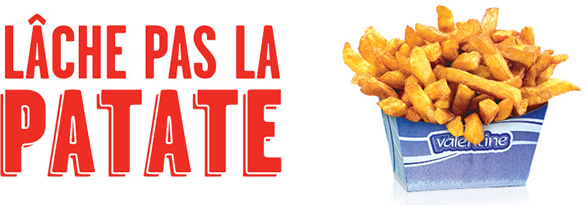 LÂCHE PAS LA
PATATE
valentine